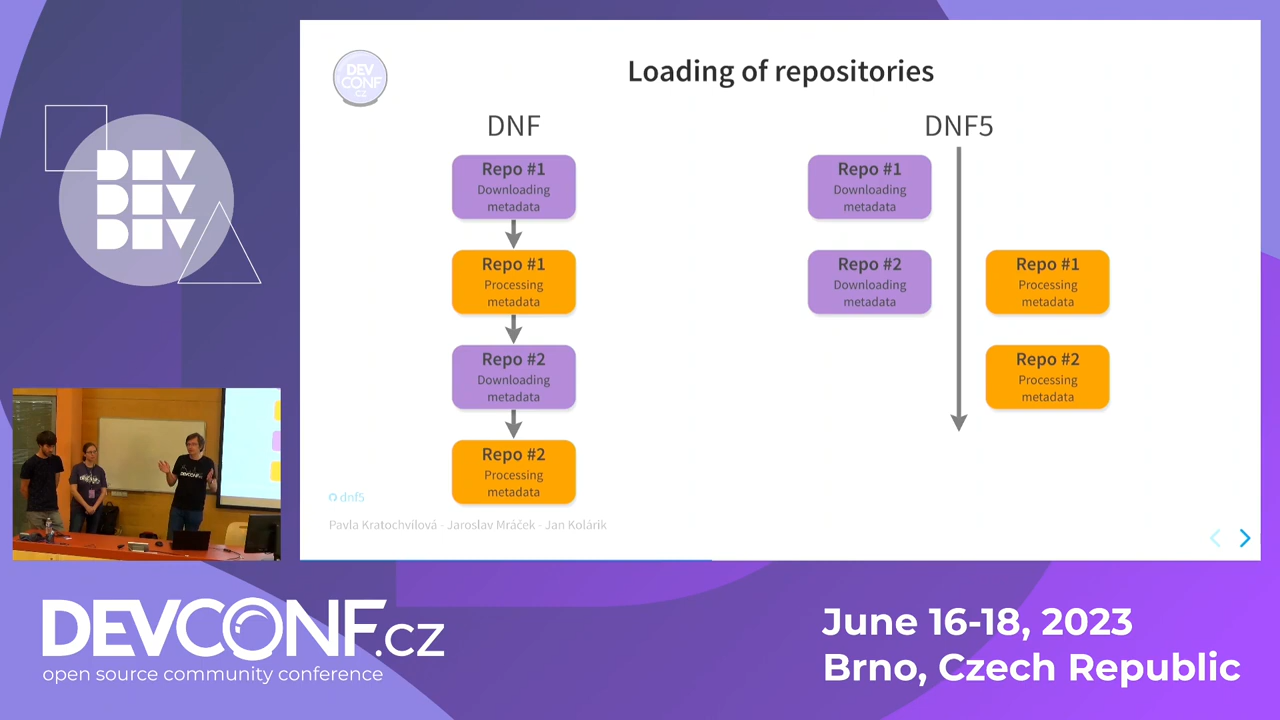 DEV
DEV
DEV
DEV
CONF
CZ
Loading of repositories
DNF
Repo #1
Downloading
metadata
Repo #1
Processing
metadata
Repo #2
Downloading
metadata
Repo #2
Processing
metadata
DNF5
Repo #1
Downloading
metadata
Repo #2
Downloading
metadata
Repo #1
Processing
metadata
Repo #2
Processing
metadata
dnf5
Pavla Kratochvílová - Jaroslav Mráček - Jan Kolárik
DEVCONF.cz
open source community conference
June 16-18, 2023
Brno, Czech Republic